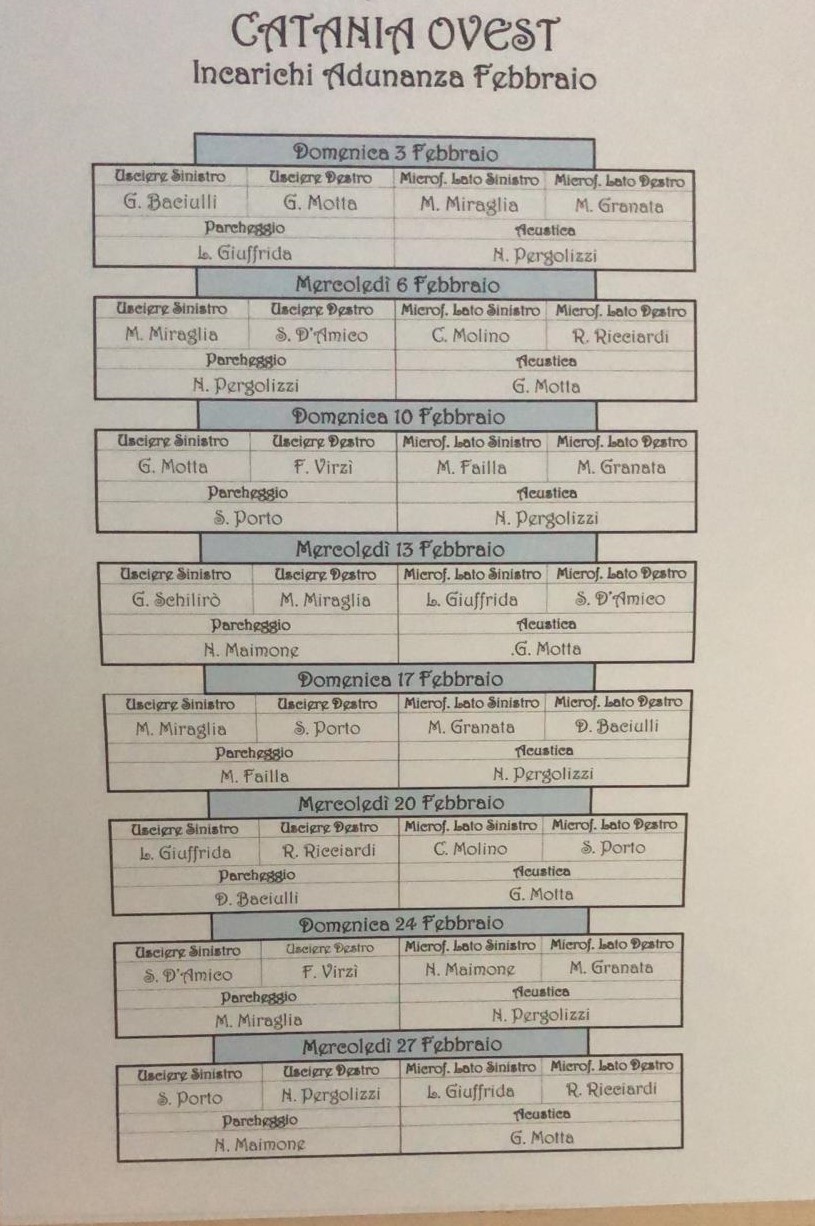 CATANIA OVEST
Incarichi Adunanza Febbraio
Domenica 3 Febbraio
Usciere Sinistro Usciere Destro Microf. Lato Sinistro Microf. Lato Destro
G. Baciulli G. Motta M. Miraglia M. Granata
Parcheggio Acustica
L. Giuffrida N. Pergolizzi
Mercoledì 6 Febbraio
Usciere Sinistro Usciere Destro Microf. Lato Sinistro Microf. Lato Destro
M. Miraglia S. D'Amico C. Molino R. Ricciardi
Parcheggio Acustica
N. Pergolizzi G. Motta
Domenica 10 Febbraio
Usciere Sinistro Usciere Destro Microf. Lato Sinistro Microf. Lato Destro
G. Motta F. Virzì M. Failla M. Granata
Parcheggio Acustica
S. Porto N. Pergolizzi
Mercoledì 13 Febbraio
Usciere Sinistro Usciere Destro Microf. Lato Sinistro Microf. Lato Destro
G. Schilirò M. Miraglia L. Giuffrida S. D'Amico
Parcheggio Acustica
N. Maimone .G. Motta
Domenica 17 Febbraio
Usciere Sinistro Usciere Destro Microf. Lato Sinistro Microf. Lato Destro
M. Miraglia S. Porto M. Granata D. Baciulli
Parcheggio Acustica
M. Failla N. Pergolizzi
Mercoledì 20 Febbraio
Usciere Sinistro Usciere Destro Microf. Lato Sinistro Microf. Lato Destro
L. Giuffrida R. Ricciardi C. Molino S. Porto
Parcheggio Acustica
D. Baciulli G. Motta
Domenica 24 Febbraio
Usciere Sinistro Usciere Destro Microf. Lato Sinistro Microf. Lato Destro
S. D'Amico F. Virzì N. Maimone M. Granata
Parcheggio Acustica
M. Miraglia N. Pergolizzi
Mercoledì 27 Febbraio
Usciere Sinistro Usciere Destro Microf. Lato Sinistro Microf. Lato Destro
S. Porto N. Pergolizzi L. Giuffrida R. Ricciardi
Parcheggio Acustica
N. Maimone G. Motta